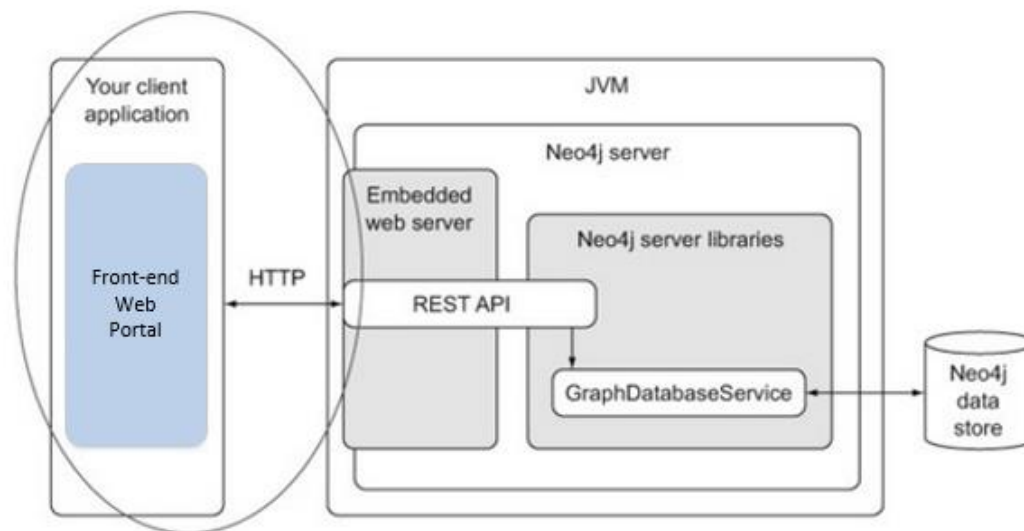 Your client
application
Front-end
Web
Portal
HTTP
JVM
Neo4j server
Embedded
web server
Neo4j server libraries
REST API
GraphDatabaseService
Neo4j
data
store